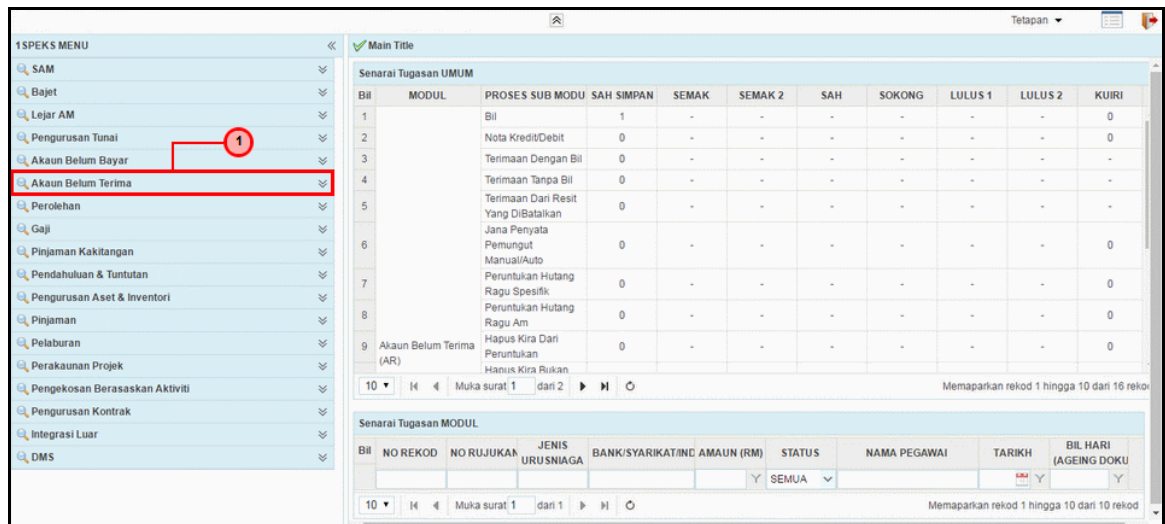 Tetapan
1SPEKS MENU
Main Title
SAM
Bajet
Lejar AM
Pengurusan Tunai
1
Akaun Belum Bayar
Akaun Belum Terima
Perolehan
Gaji
Pinjaman Kakitangan
Pendahuluan & Tuntutan
Pengurusan Aset & Inventori
Pinjaman
Pelaburan
Perakaunan Projek
Pengekosan Berasaskan Aktiviti
Pengurusan Kontrak
Integrasi Luar
DMS
Senarai Tugasan UMUM
Bil MODUL PROSES SUB MODU SAH SIMPAN SEMAK SEMAK 2 SAH SOKONG LULUS 1 LULUS 2 KUIRI
1 Bil 1 - - - - - - 0
2 Nota Kredit/Debit 0 - - - - - - 0
3 Terimaan Dengan Bil 0 - - - - - - -
4 Terimaan Tanpa Bil 0 - - - - - - -
Terimaan Dari Resit
5 0 - - - - - - -
Yang DiBatalkan
Jana Penyata
6 Pemungut 0 - - - - - - 0
Manual/Auto
Peruntukan Hutang
7 0 - - - - - - 0
Ragu Spesifik
Peruntukan Hutang
8 0 - - - - - - 0
Ragu Am
Hapus Kira Dari
9 Akaun Belum Terima 0 - - - - - - 0
(AR) Peruntukan
Hapus Kira Bukan
10 Muka surat 1 dari 2 Memaparkan rekod 1 hingga 10 dari 16 reko
Senarai Tugasan MODUL
Bil NO REKOD NO RUJUKAN JENIS URUSNIAGA BANK/SYARIKAT/IND AMAUN (RM) STATUS NAMA PEGAWAI TARIKH BIL HARI (AGEING DOKU
SEMUA
10 Muka surat 1 dari 1 Memaparkan rekod 1 hingga 10 dari 10 rekod